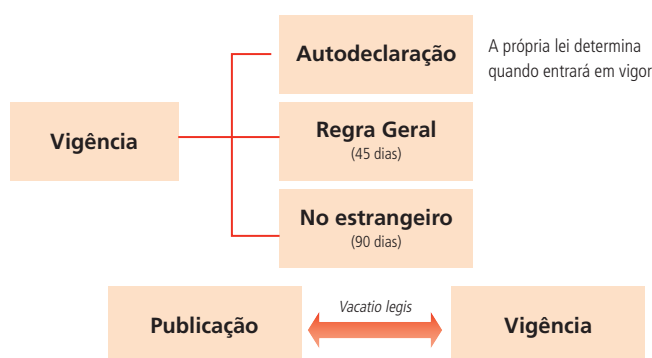 Autodeclaração
A própria lei determina
quando entrará em vigor
Vigência
Regra Geral
(45 dias)
No estrangeiro
(90 dias)
Publicação
Vacatio legis
Vigência